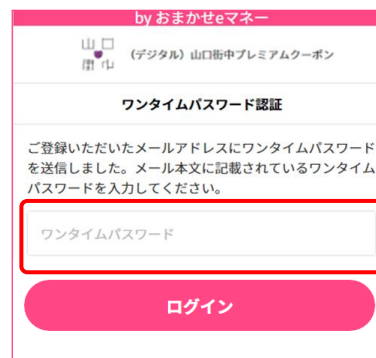 by おまかせeマネー
山口
街中
(デジタル) 山口街中プレミアムクーポン
ワンタイムパスワード認証
ご登録いただいたメールアドレスにワンタイムパスワード
を送信しました。メール本文に記載されているワンタイム
パスワードを入力してください。
ワンタイムパスワード
ログイン